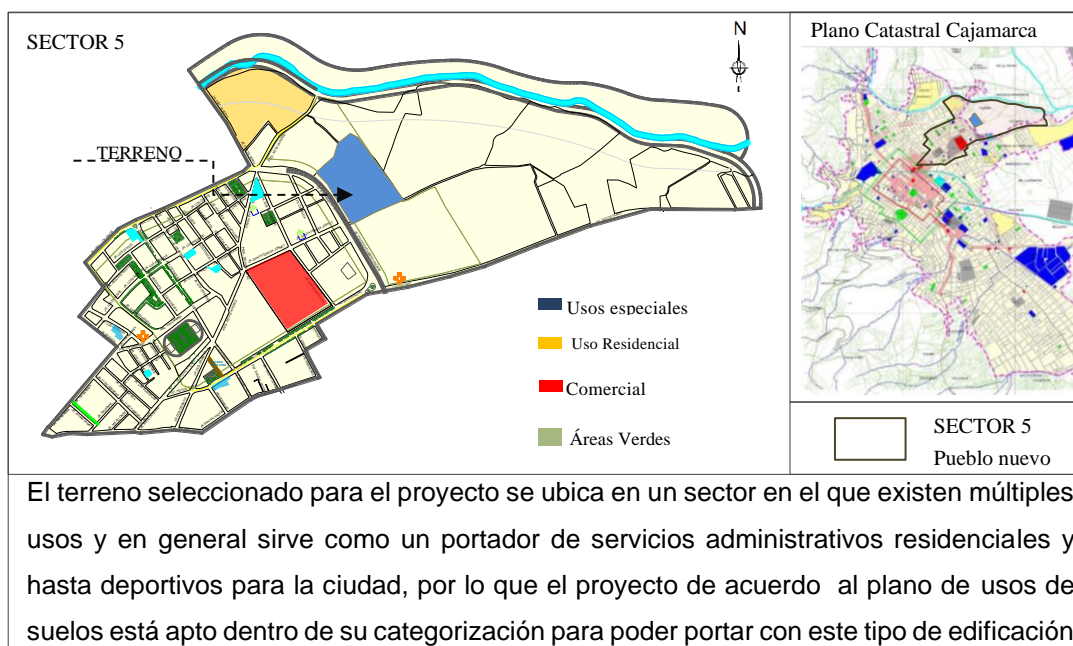 SECTOR 5
N
Plano Catastral Cajamarca
TERRENO
Usos especiales
Uso Residencial
Comercial
Áreas Verdes
SECTOR 5
Pueblo nuevo
El terreno seleccionado para el proyecto se ubica en un sector en el que existen múltiples
usos y en general sirve como un portador de servicios administrativos residenciales y
hasta deportivos para la ciudad, por lo que el proyecto de acuerdo al plano de usos de
suelos está apto dentro de su categorización para poder portar con este tipo de edificación